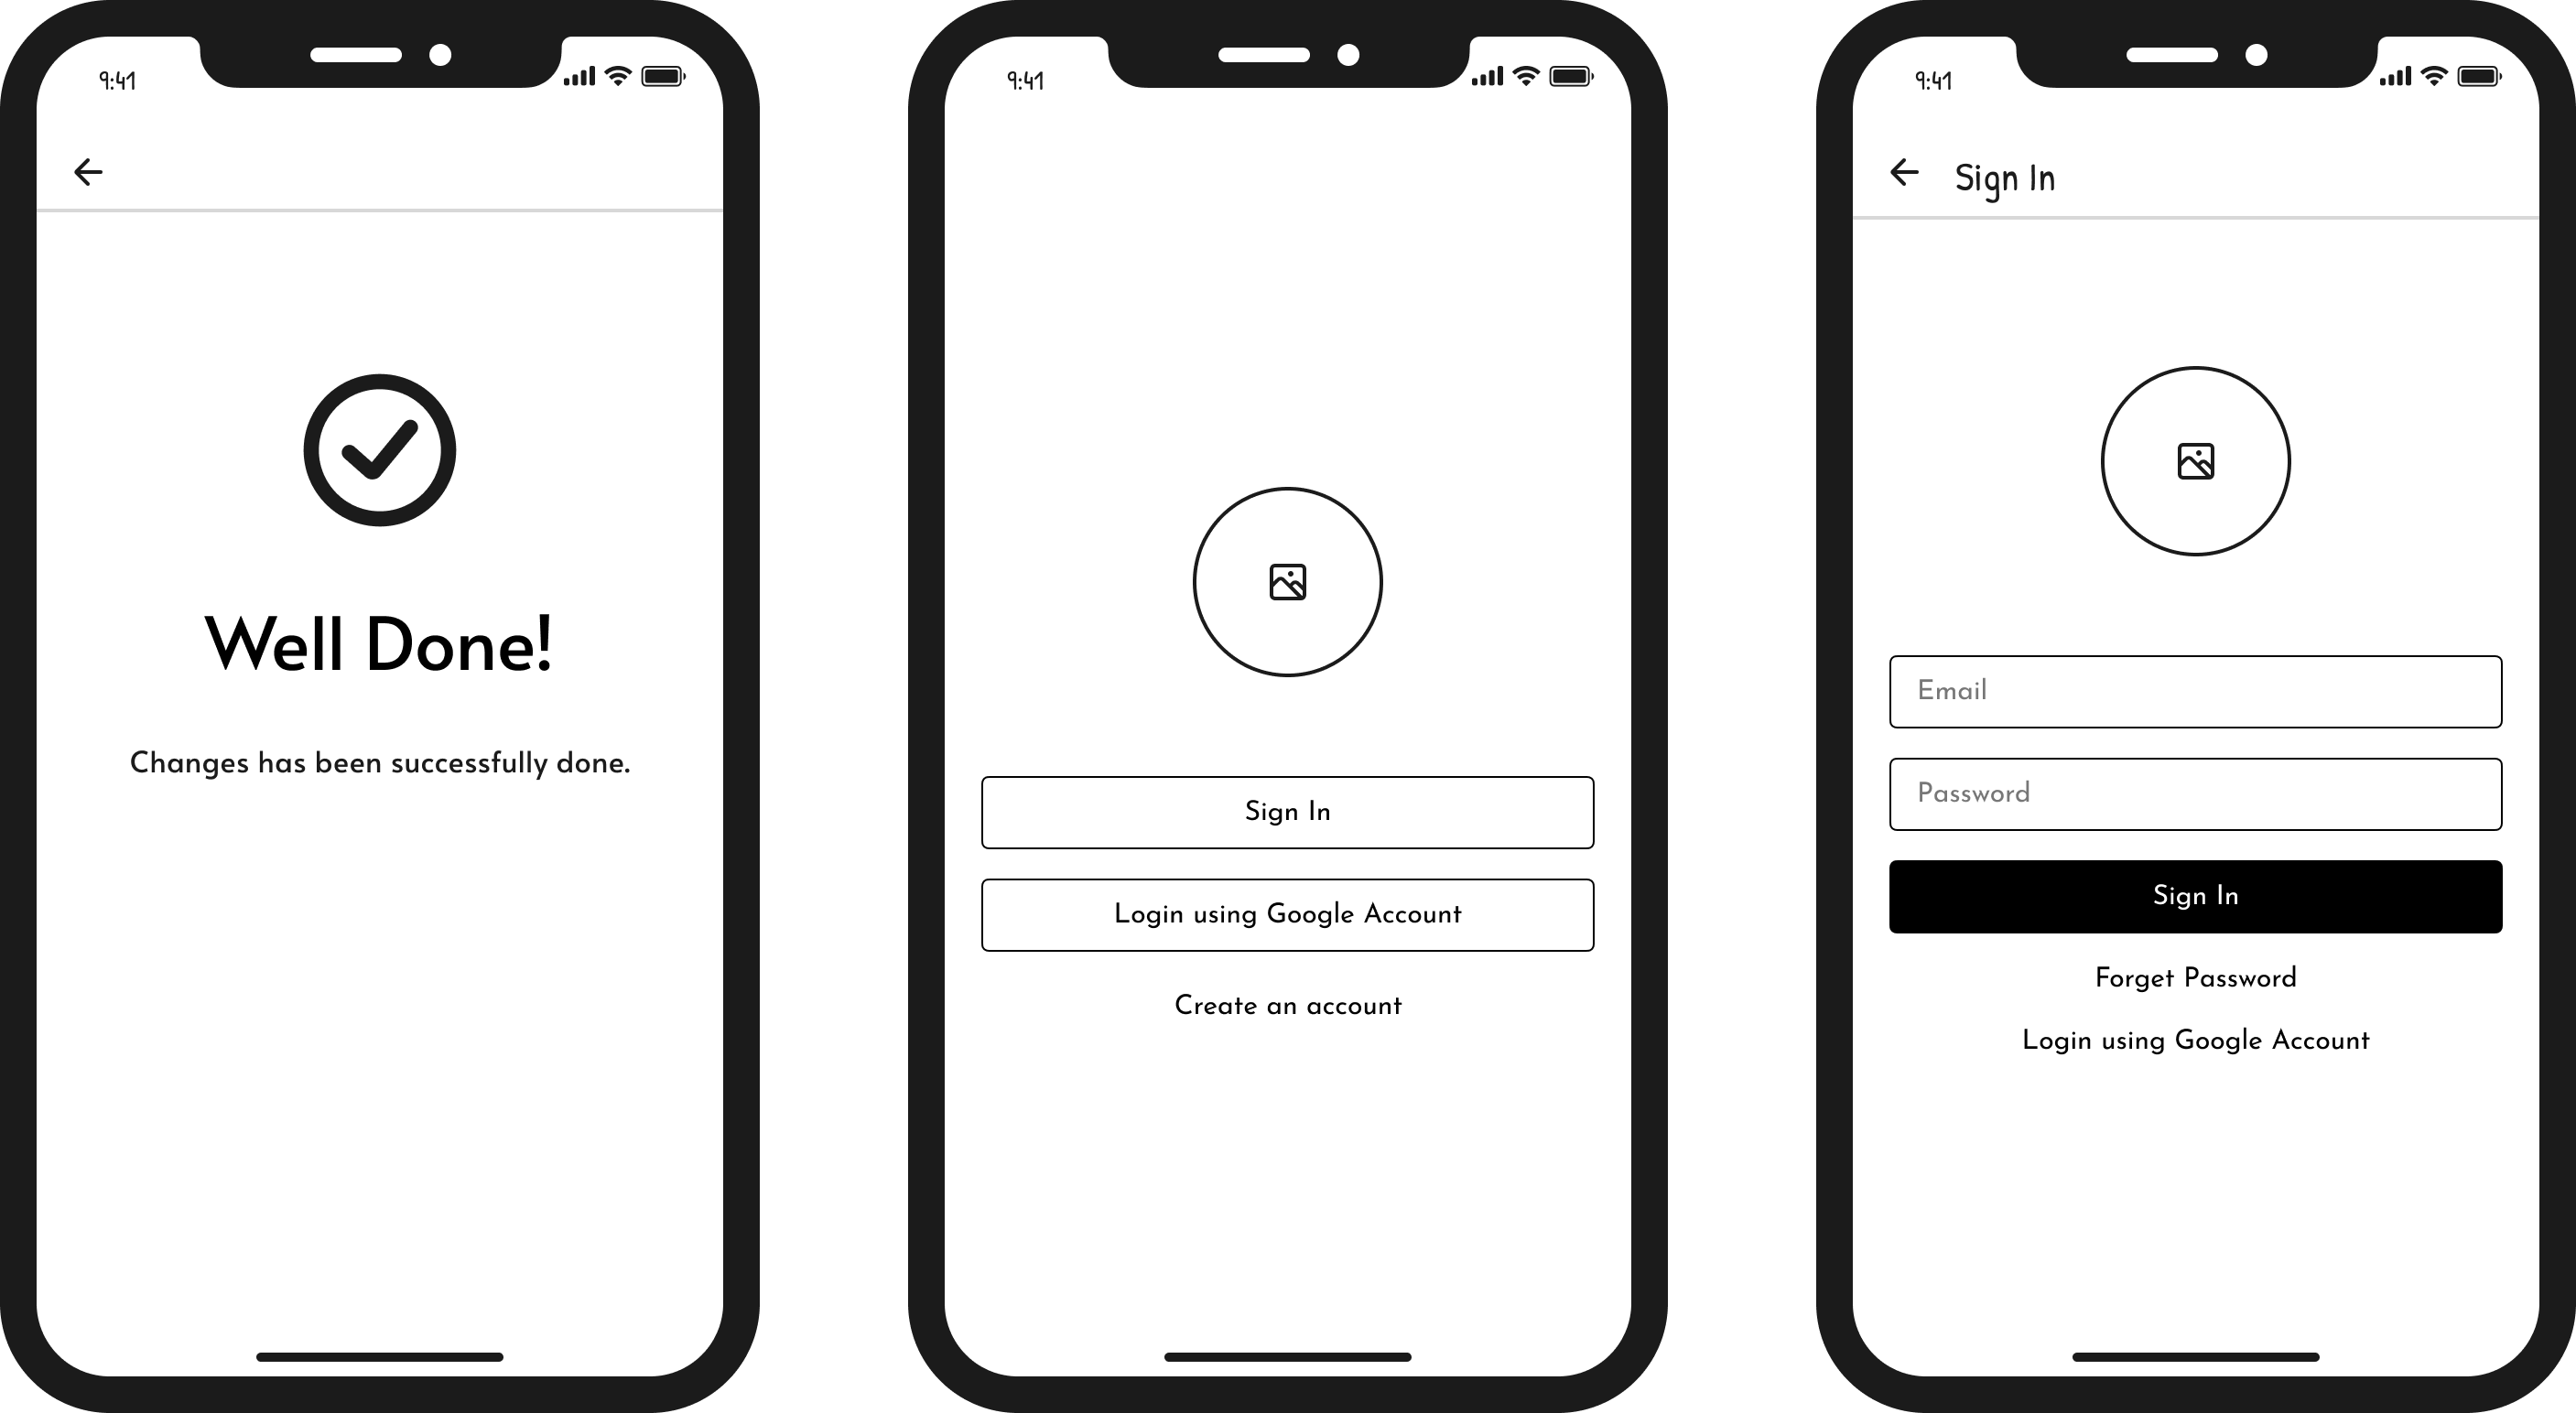 9:41
Well Done!
Changes has been successfully done.
9:41
Sign In
Login using Google Account
Create an account
9:41
Sign In
Email
Password
Sign In
Forget Password
Login using Google Account